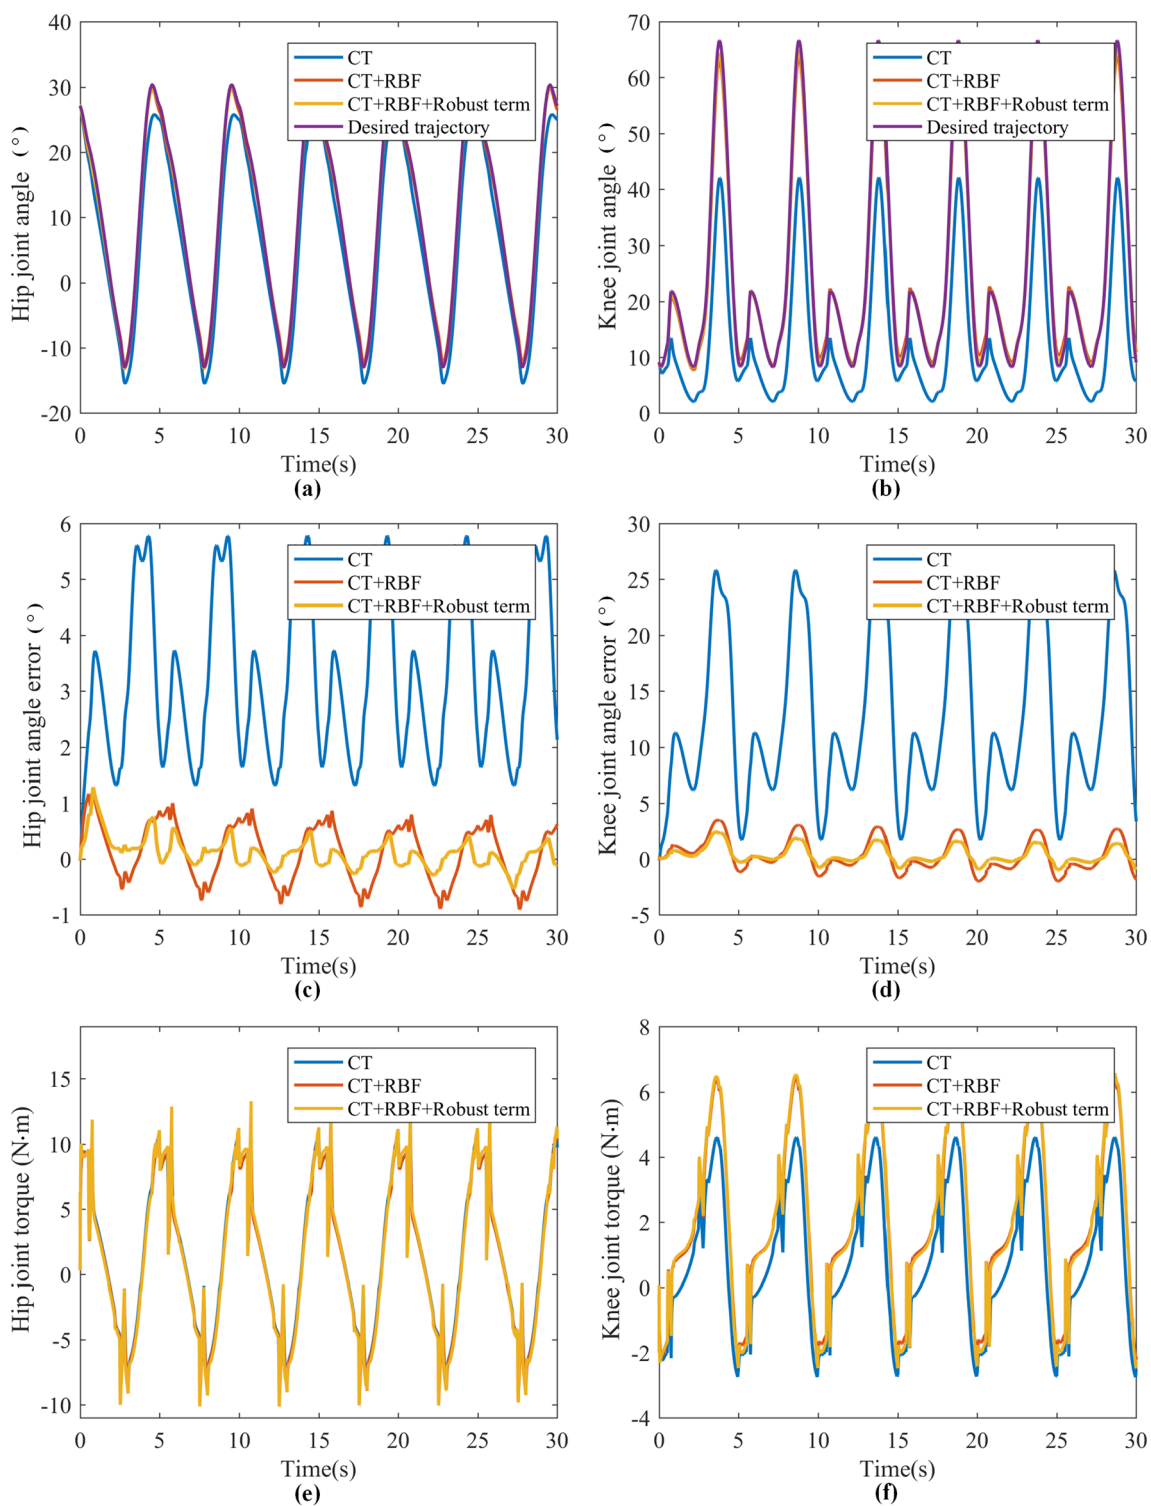 40
30
20
10
0
-10
-20
Hip joint angle (°)
CT
CT+RBF
CT+RBF+Robust term
Desired trajectory
0 5 10 15 20 25 30
Time(s)
(a)
70
60
50
40
30
20
10
0
Knee joint angle (°)
CT
CT+RBF
CT+RBF+Robust term
Desired trajectory
0 5 10 15 20 25 30
Time(s)
(b)
6
5
4
3
2
1
0
-1
Hip joint angle error (°)
CT
CT+RBF
CT+RBF+Robust term
0 5 10 15 20 25 30
Time(s)
(c)
30
25
20
15
10
5
0
-5
Knee joint angle error (°)
CT
CT+RBF
CT+RBF+Robust term
0 5 10 15 20 25 30
Time(s)
(d)
15
10
5
0
-5
-10
Hip joint torque (N·m)
CT
CT+RBF
CT+RBF+Robust term
0 5 10 15 20 25 30
Time(s)
(e)
8
6
4
2
0
-2
-4
Knee joint torque (N·m)
CT
CT+RBF
CT+RBF+Robust term
0 5 10 15 20 25 30
Time(s)
(f)